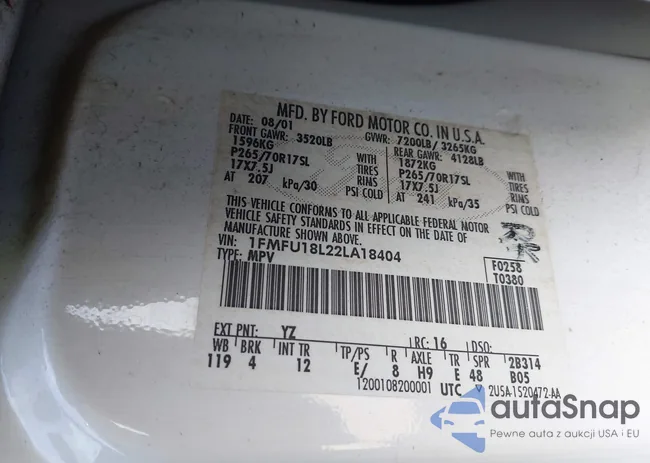 MFD. BY FORD MOTOR CO. IN U.S.A.
DATE: 08/01 GVWR: 7200LB/ 3265KG
FRONT GAWR: 3520LB REAR GAWR: 4128LB
1596KG WITH 1872KG WITH
P265/70R17SL TIRES P265/70R17SL TIRES
17X7.5J RIMS 17X7.5J RIMS
AT 207 kPa/30 PSI COLD AT 241 kPa/35 PSI COLD
THIS VEHICLE CONFORMS TO ALL APPLICABLE FEDERAL MOTOR
VEHICLE SAFETY STANDARDS IN EFFECT ON THE DATE OF
MANUFACTURE SHOWN ABOVE.
VIN: 1FMFU18L22LA18404
TYPE: MPV
F0258
T0380
EXT PNT: YZ RC: 16 DSO:
WB BRK INT TR TP/PS R AXLE TR SPR 2B314
119 4 12 E/ 8 H9 E 48 B05
1200108200001 UTC 2U5A-1520472-AA
autoSnap
Pewne auta z aukcji USA i EU